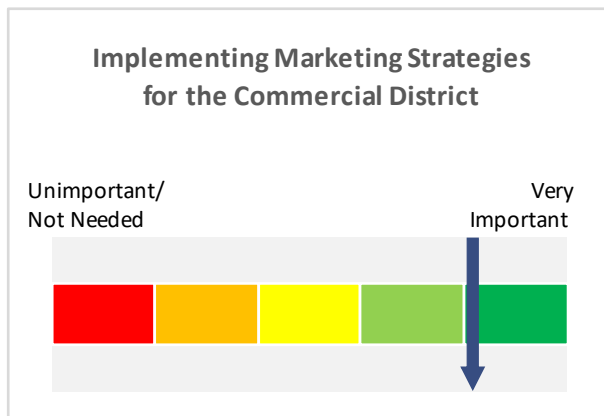 Implementing Marketing Strategies
for the Commercial District
Unimportant/
Not Needed
Very
Important